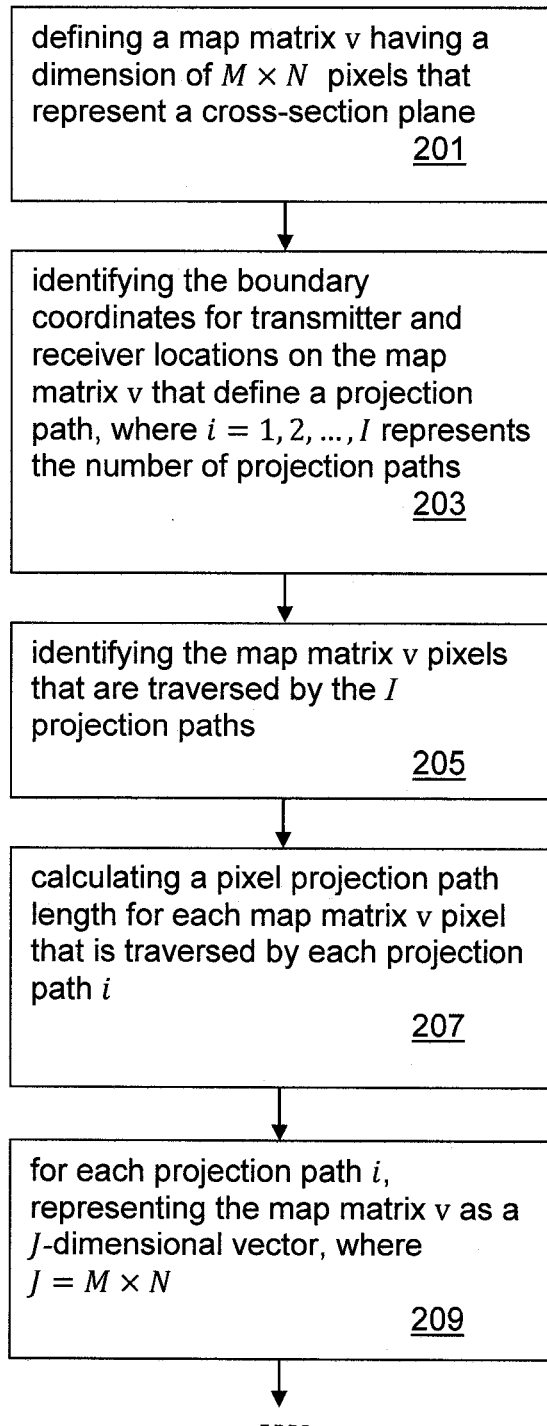 defining a map matrix v having a
dimension of M × N pixels that
represent a cross-section plane
201
identifying the boundary
coordinates for transmitter and
receiver locations on the map
matrix v that define a projection
path, where i = 1, 2, ..., I represents
the number of projection paths
203
identifying the map matrix v pixels
that are traversed by the I
projection paths
205
calculating a pixel projection path
length for each map matrix v pixel
that is traversed by each projection
path i
207
for each projection path i,
representing the map matrix v as a
J-dimensional vector, where
J = M × N
209